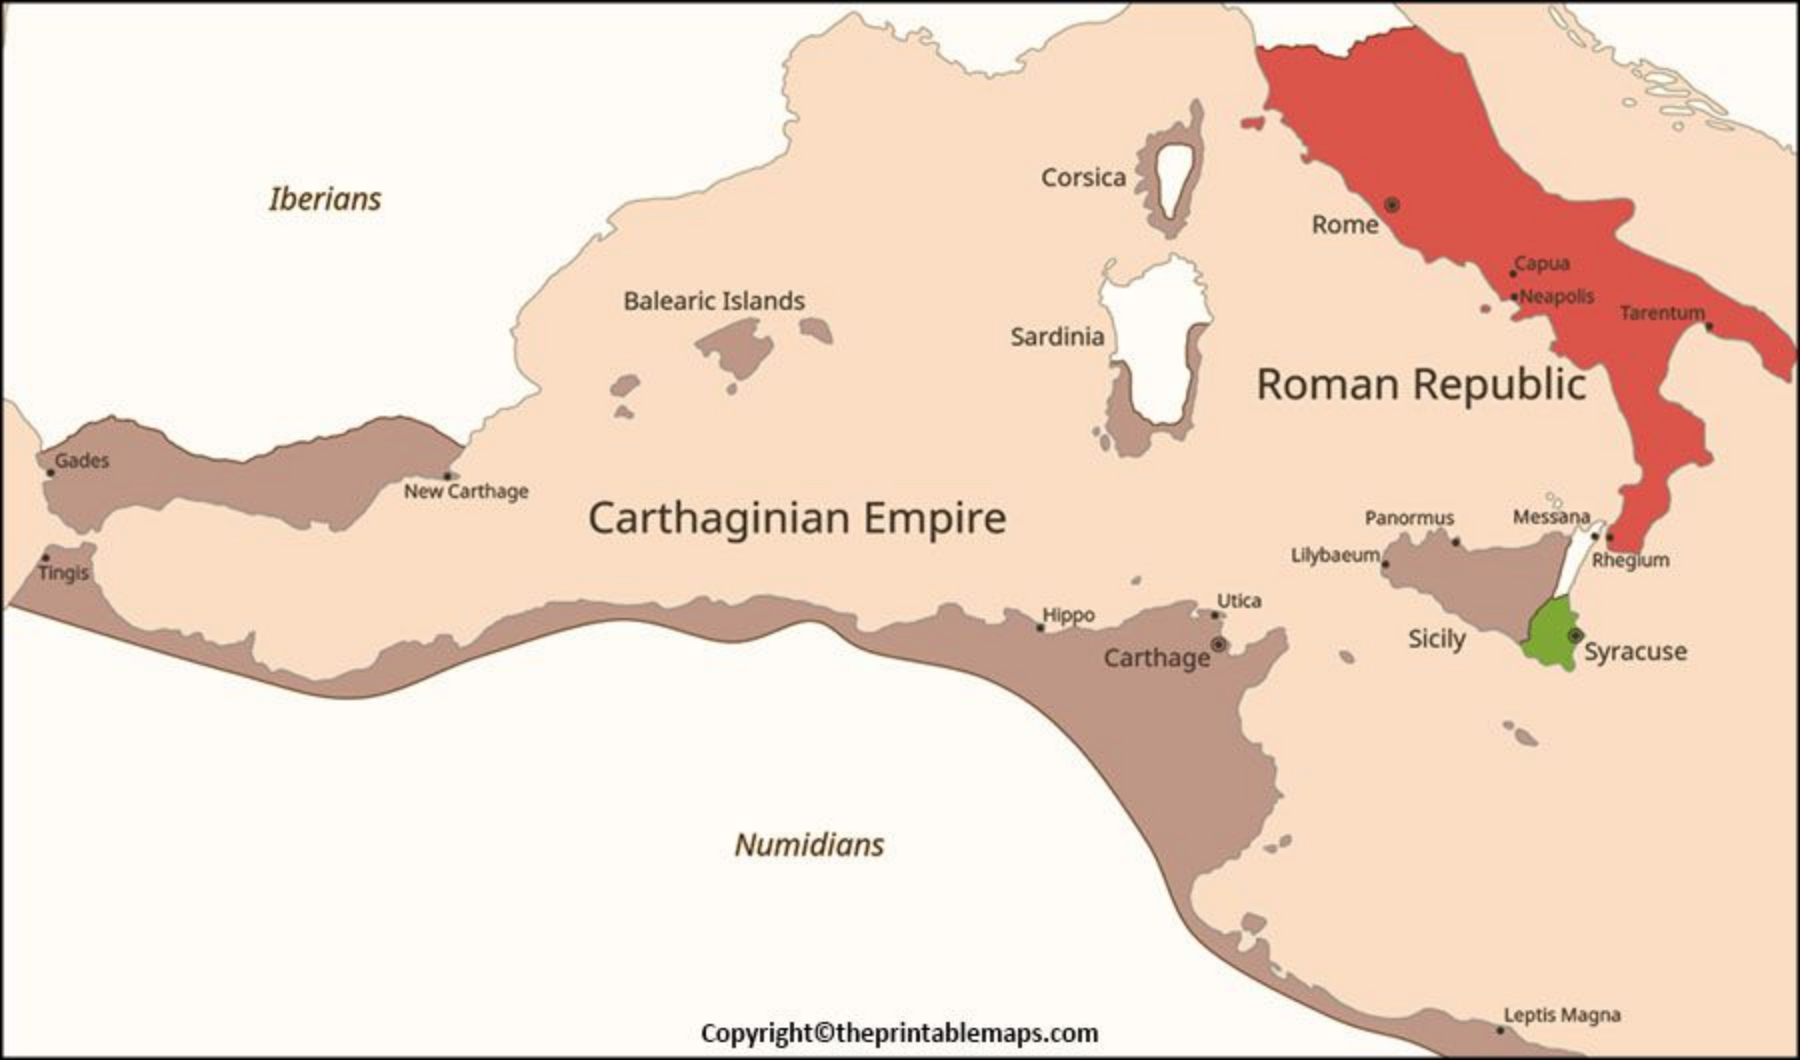 Corsica
Iberians
Rome
Capua
Neapolis
Balearic Islands
Tarentum
Sardinia
Roman Republic
Gades
New Carthage
Carthaginian Empire
Panormus
Messana
Lilybaeum
Rhegium
Tingis
Utica
Hippo
Sicily
Syracuse
Carthage
Numidians
Leptis Magna
Copyright©theprintablemaps.com